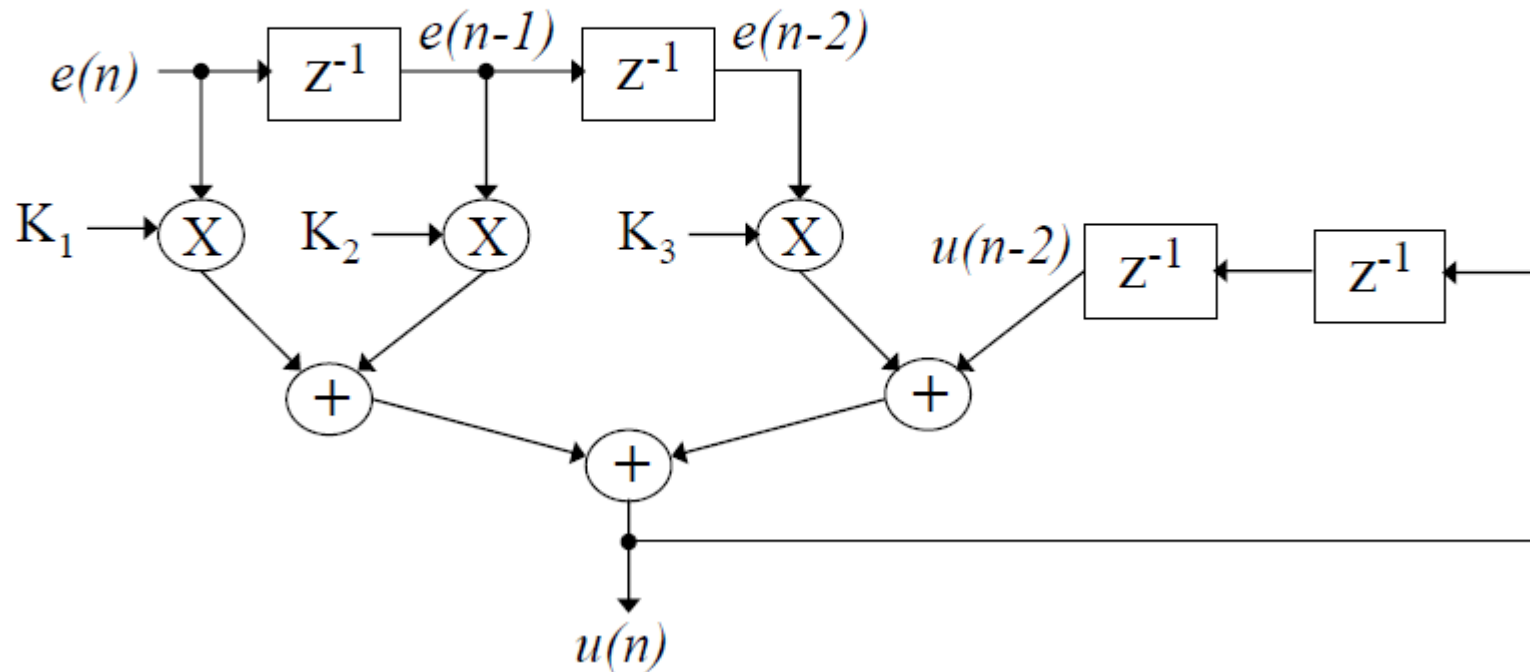 e(n)
z⁻¹
e(n-1)
z⁻¹
e(n-2)
K₁
X
K₂
X
K₃
X
u(n-2)
z⁻¹
z⁻¹
+
+
+
u(n)